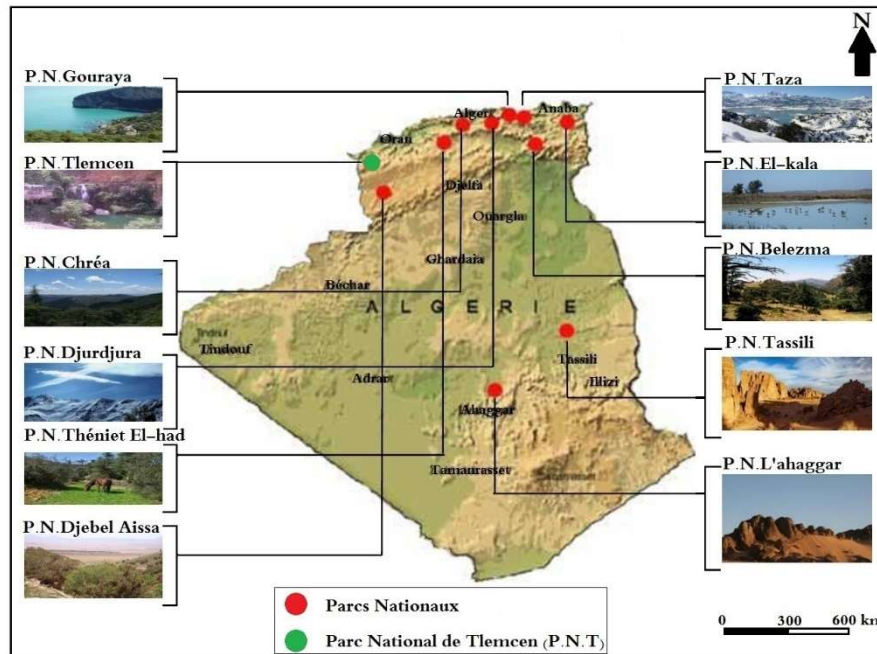 N
P.N.Gouraya
P.N.Taza
P.N.Tlemcen
P.N.El-kala
P.N.Chréa
P.N.Belezma
P.N.Djurdjura
P.N.Tassili
P.N.Théniet El-had
P.N.L'ahaggar
P.N.Djebel Aissa
Alger
Anaba
Oran
Djelfa
Ouargla
Ghardaia
Béchar
ALGERIE
Tindouf
Tindouf
Tassili
Adrar
Illizi
Ahaggar
Tamaurasset
Parcs Nationaux
Parc National de Tlemcen (P.N.T)
0 300 600 km